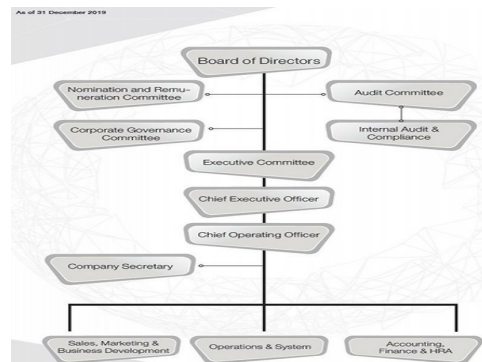 As of 31 December 2019
Board of Directors
Nomination and Remu-
neration Committee
Audit Committee
Corporate Governance
Committee
Internal Audit &
Compliance
Executive Committee
Chief Executive Officer
Chief Operating Officer
Company Secretary
Sales, Marketing &
Business Development
Operations & System
Accounting,
Finance & HRA